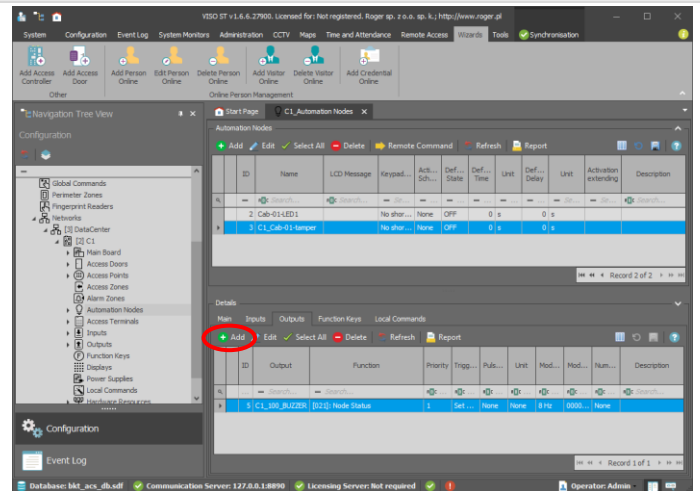 VISO ST v1.6.6.27900. Licensed for: Not registered. Roger sp. z o.o. sp. k.; http://www.roger.pl
System Configuration Event Log System Monitors Administration CCTV Maps Time and Attendance Remote Access Wizards Tools Synchronisation
Add Access Controller Add Access Door Add Person Online Edit Person Online Delete Person Online Add Visitor Online Delete Visitor Online Add Credential Online
Other Online Person Management
Navigation Tree View
Start Page C1_Automation Nodes
Configuration
Global Commands
Perimeter Zones
Fingerprint Readers
Networks
[3] DataCenter
[2] C1
Main Board
Access Doors
Access Points
Access Zones
Alarm Zones
Automation Nodes
Access Terminals
Inputs
Outputs
Function Keys
Displays
Power Supplies
Local Commands
Hardware Resources
Configuration
Event Log
Automation Nodes
Add Edit Select All Delete Remote Command Refresh Report
ID Name LCD Message Keypad... Acti... Sch... Def... State Def... Time Unit Def... Delay Unit Activation extending Description
Search... Search... Search...
2 Cab-01-LED1 No shor... None OFF 0 s 0 s
3 C1_Cab-01-tamper No shor... None OFF 0 s 0 s
Record 2 of 2
Details
Main Inputs Outputs Function Keys Local Commands
Add Edit Select All Delete Refresh Report
ID Output Function Priority Trigg... Puls... Unit Mod... Mod... Num... Description
Search... Search... Search...
5 C1_100_BUZZER [021]: Node Status 1 Set ... None None 8 Hz 0000... None
Record 1 of 1
Database: bkt_acs_db.sdf Communication Server: 127.0.0.1:8890 Licensing Server: Not required Operator: Admin